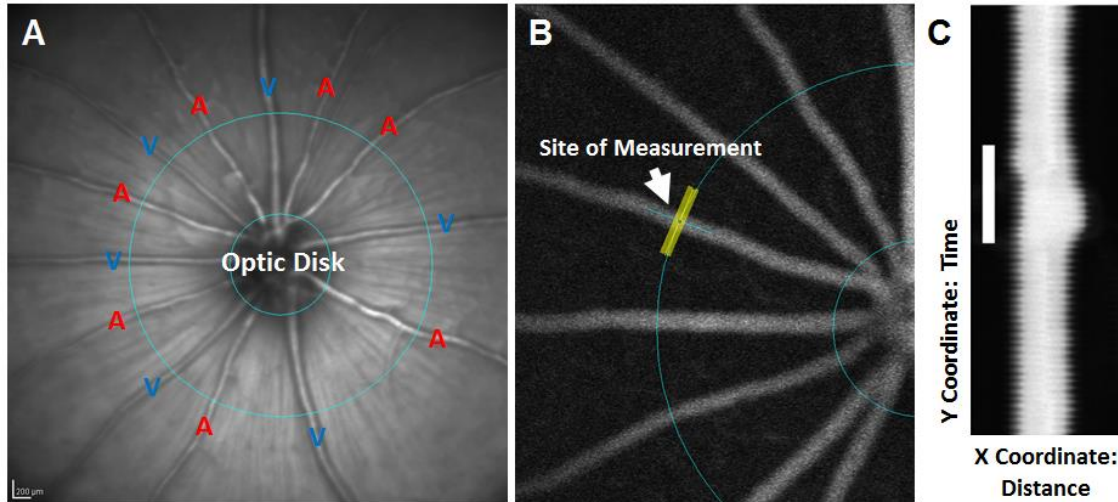 A
V
A
A
V
A
V
V
Optic Disk
A
A
V
A
V
200 µm
B
Site of Measurement
C
Y Coordinate: Time
X Coordinate:
Distance